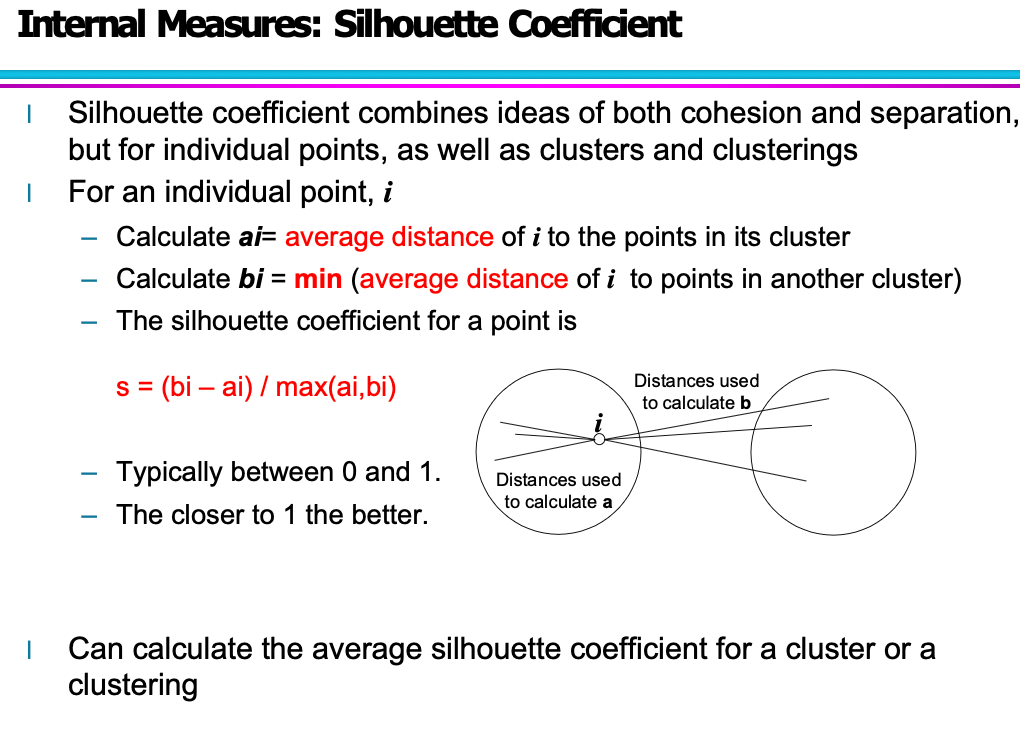 Internal Measures: Silhouette Coefficient
l Silhouette coefficient combines ideas of both cohesion and separation,
but for individual points, as well as clusters and clusterings
l For an individual point, i
– Calculate ai= average distance of i to the points in its cluster
– Calculate bi = min (average distance of i to points in another cluster)
– The silhouette coefficient for a point is
s = (bi – ai) / max(ai,bi)
– Typically between 0 and 1.
– The closer to 1 the better.
Distances used
to calculate b
i
Distances used
to calculate a
l Can calculate the average silhouette coefficient for a cluster or a
clustering